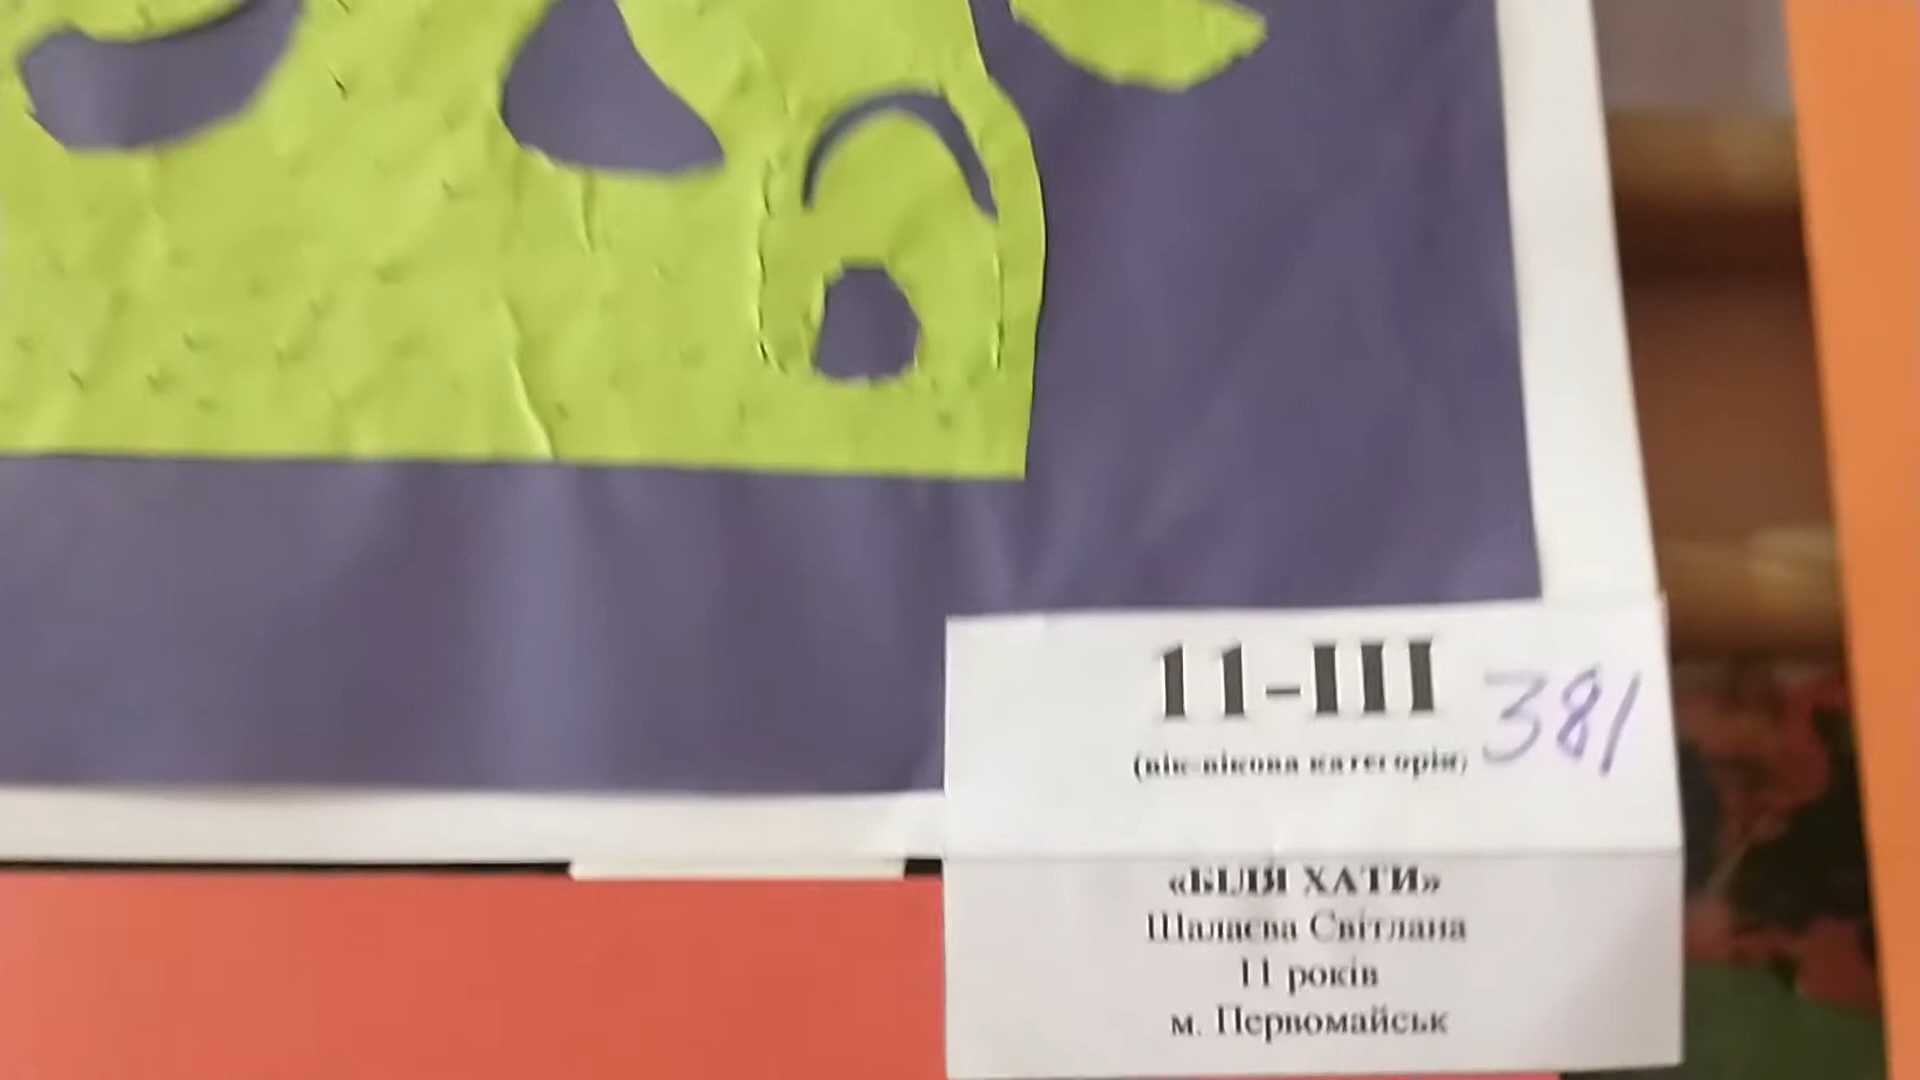 11-III 381
(вік-вікова категорія)
«БІЛЯ ХАТИ»
Шалаєва Світлана
11 років
м. Первомайськ